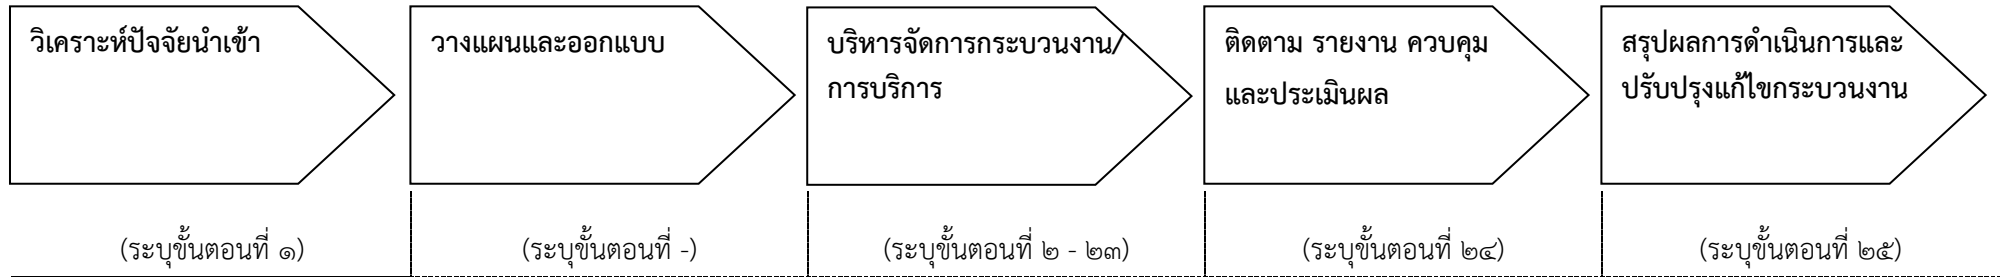 วิเคราะห์ปัจจัยนำเข้า
วางแผนและออกแบบ
บริหารจัดการกระบวนงาน/
การบริการ
ติดตาม รายงาน ควบคุม
และประเมินผล
สรุปผลการดำเนินการและ
ปรับปรุงแก้ไขกระบวนงาน
(ระบุขั้นตอนที่ ๑)
(ระบุขั้นตอนที่ -)
(ระบุขั้นตอนที่ ๒ - ๒๓)
(ระบุขั้นตอนที่ ๒๔)
(ระบุขั้นตอนที่ ๒๕)